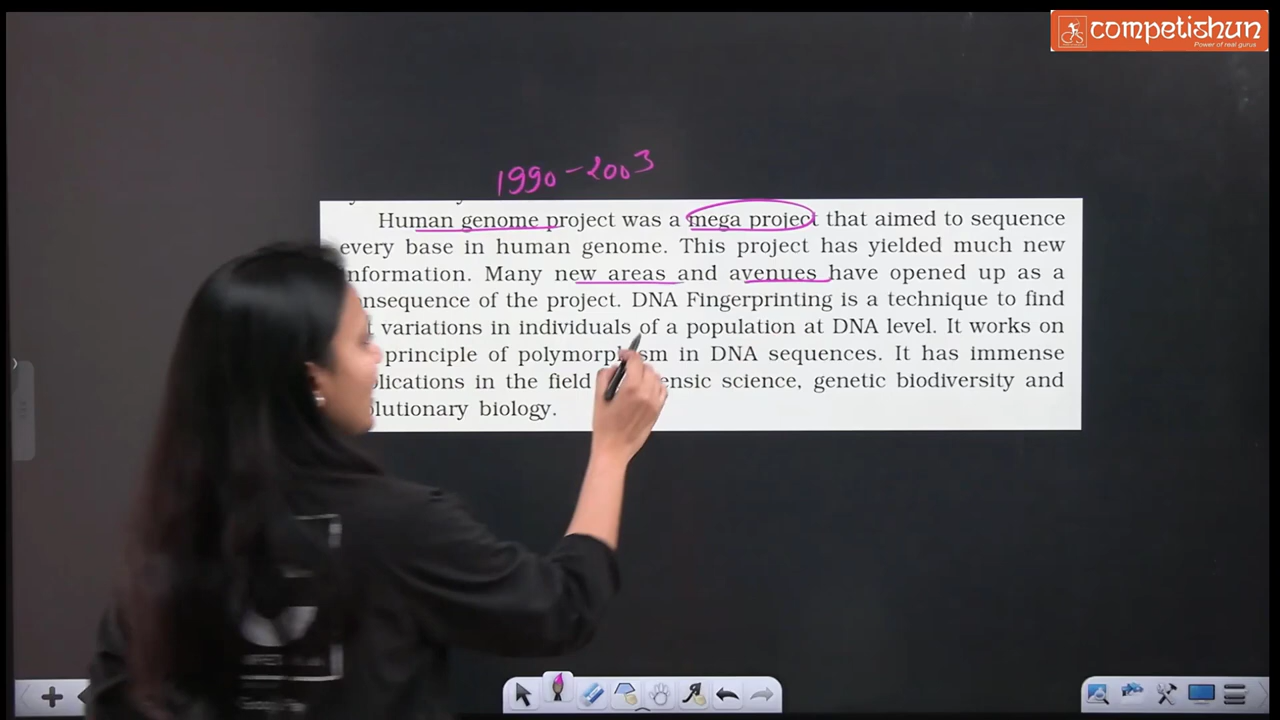 competishun
Power of real gurus
1990-2003
Human genome project was a mega project that aimed to sequence
every base in human genome. This project has yielded much new
nformation. Many new areas and avenues have opened up as a
nsequence of the project. DNA Fingerprinting is a technique to find
t variations in individuals of a population at DNA level. It works on
principle of polymorphism in DNA sequences. It has immense
plications in the field ensic science, genetic biodiversity and
olutionary biology.